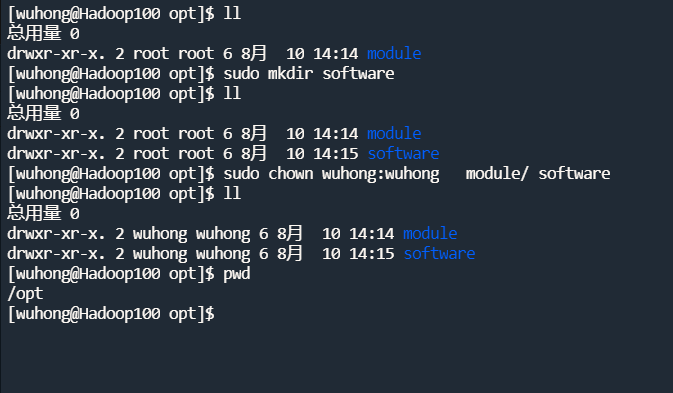 [wuhong@Hadoop100 opt]$ ll
总用量 0
drwxr-xr-x. 2 root root 6 8月  10 14:14 module
[wuhong@Hadoop100 opt]$ sudo mkdir software
[wuhong@Hadoop100 opt]$ ll
总用量 0
drwxr-xr-x. 2 root root 6 8月  10 14:14 module
drwxr-xr-x. 2 root root 6 8月  10 14:15 software
[wuhong@Hadoop100 opt]$ sudo chown wuhong:wuhong   module/ software
[wuhong@Hadoop100 opt]$ ll
总用量 0
drwxr-xr-x. 2 wuhong wuhong 6 8月  10 14:14 module
drwxr-xr-x. 2 wuhong wuhong 6 8月  10 14:15 software
[wuhong@Hadoop100 opt]$ pwd
/opt
[wuhong@Hadoop100 opt]$